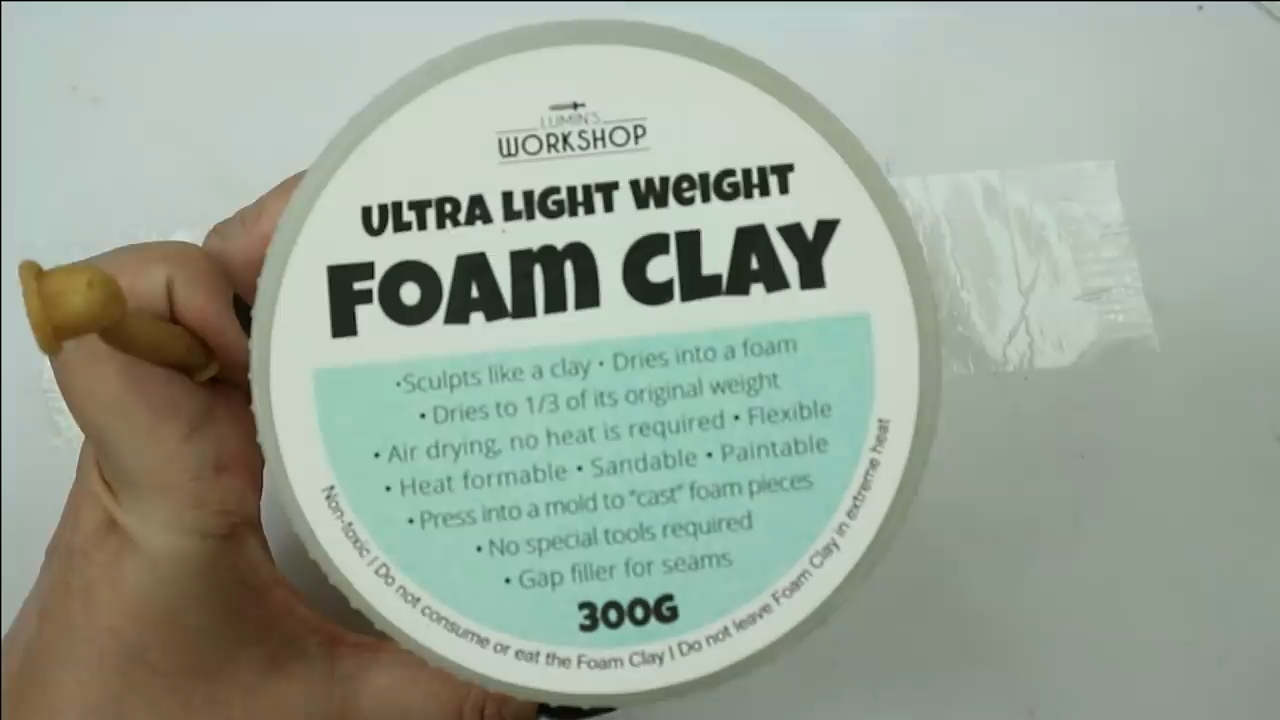 LUMIN'S
WORKSHOP
ULTRA LIGHT WEIGHT
FOAM CLAY
•Sculpts like a clay • Dries into a foam
• Dries to 1/3 of its original weight
• Air drying, no heat is required • Flexible
• Heat formable • Sandable • Paintable
• Press into a mold to “cast” foam pieces
• No special tools required
• Gap filler for seams
300G
Non-toxic | Do not consume or eat the Foam Clay | Do not leave Foam Clay in extreme heat